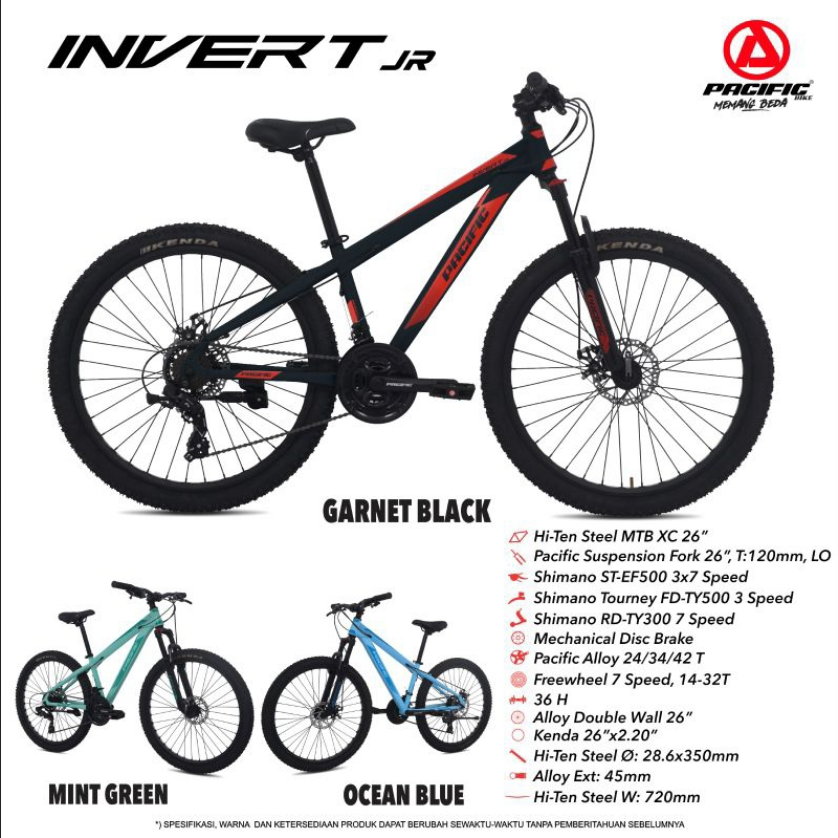 INVERT JR
PACIFIC
BIKE
MEMANG BEDA
KENDA
INVERT
PACIFIC
KENDA
PACIFIC
PACIFIC
GARNET BLACK
Hi-Ten Steel MTB XC 26"
Pacific Suspension Fork 26", T:120mm, LO
Shimano ST-EF500 3x7 Speed
Shimano Tourney FD-TY500 3 Speed
Shimano RD-TY300 7 Speed
Mechanical Disc Brake
Pacific Alloy 24/34/42 T
Freewheel 7 Speed, 14-32T
36 H
Alloy Double Wall 26"
Kenda 26"x2.20"
Hi-Ten Steel Ø: 28.6x350mm
Alloy Ext: 45mm
Hi-Ten Steel W: 720mm
MINT GREEN
OCEAN BLUE
*) SPESIFIKASI, WARNA DAN KETERSEDIAAN PRODUK DAPAT BERUBAH SEWAKTU-WAKTU TANPA PEMBERITAHUAN SEBELUMNYA